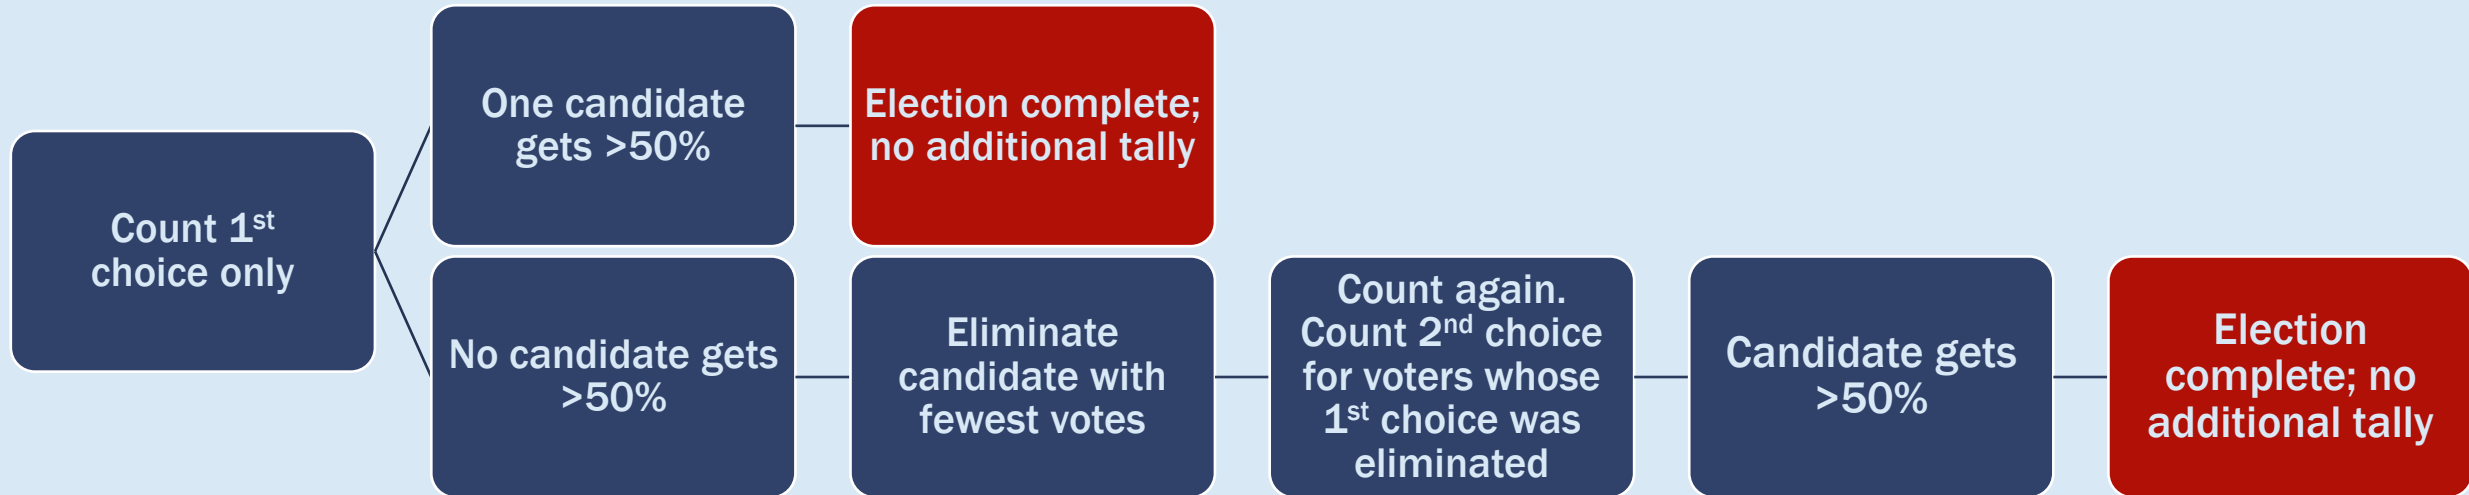 Count 1st
choice only
One candidate
gets >50%
Election complete;
no additional tally
No candidate gets
>50%
Eliminate
candidate with
fewest votes
Count again.
Count 2nd choice
for voters whose
1st choice was
eliminated
Candidate gets
>50%
Election
complete; no
additional tally